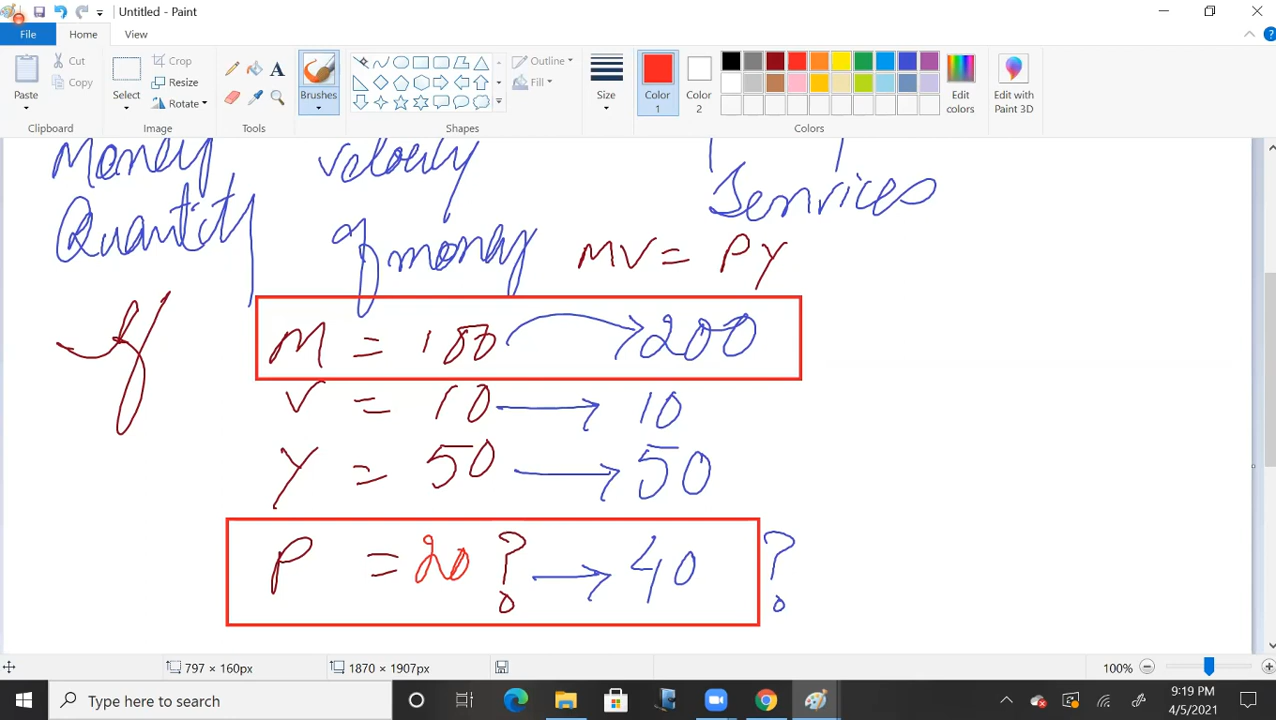 Untitled - Paint
File Home View
Paste
Cut
Copy
Clipboard
Select
Crop
Resize
Rotate
Image
Tools
Brushes
Outline
Fill
Shapes
Size
Color 1
Color 2
Edit colors
Colors
Edit with Paint 3D
Money velocity
Services
Quantity of money MV = PY
If
M = 100 200
V = 10 10
Y = 50 50
P = 20 ? 40 ?
797 × 160px
1870 × 1907px
100%
Type here to search
9:19 PM
4/5/2021